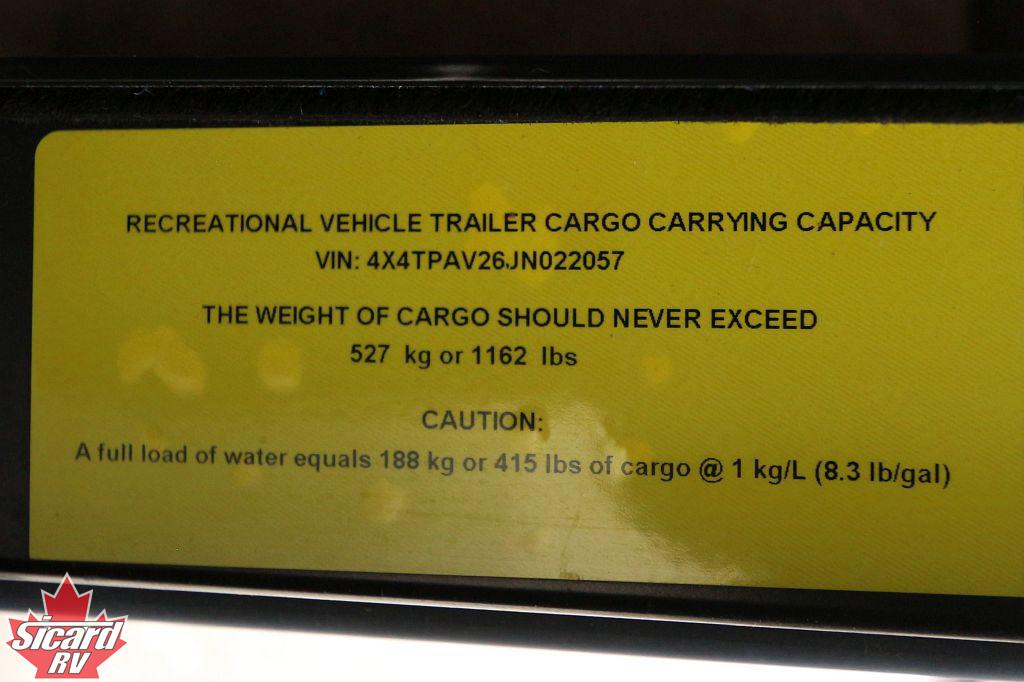 RECREATIONAL VEHICLE TRAILER CARGO CARRYING CAPACITY
VIN: 4X4TPAV26JN022057
THE WEIGHT OF CARGO SHOULD NEVER EXCEED
527 kg or 1162 lbs
CAUTION:
A full load of water equals 188 kg or 415 lbs of cargo @ 1 kg/L (8.3 lb/gal)
Sicard
RV